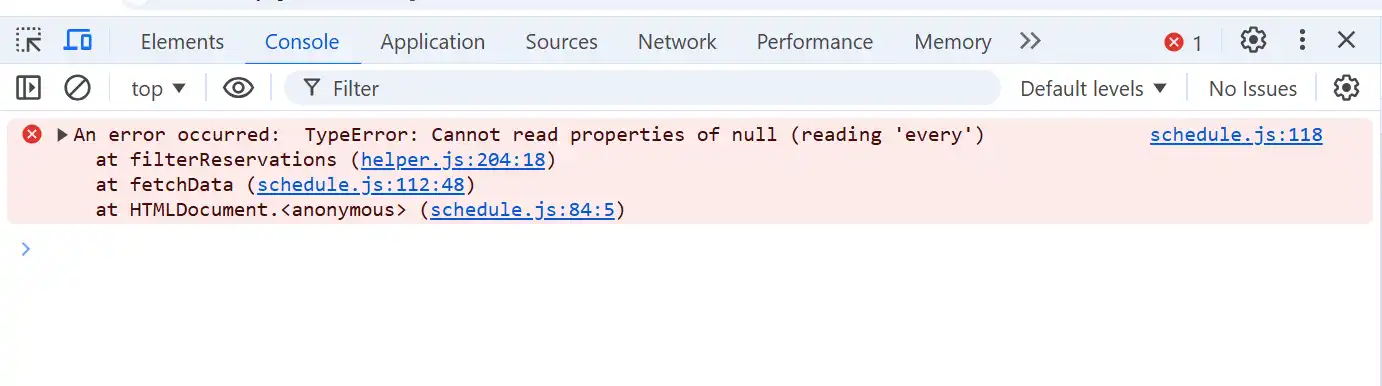 Elements Console Application Sources Network Performance Memory 1
top Filter Default levels No Issues
An error occurred: TypeError: Cannot read properties of null (reading 'every') schedule.js:118
at filterReservations (helper.js:204:18)
at fetchData (schedule.js:112:48)
at HTMLDocument.<anonymous> (schedule.js:84:5)